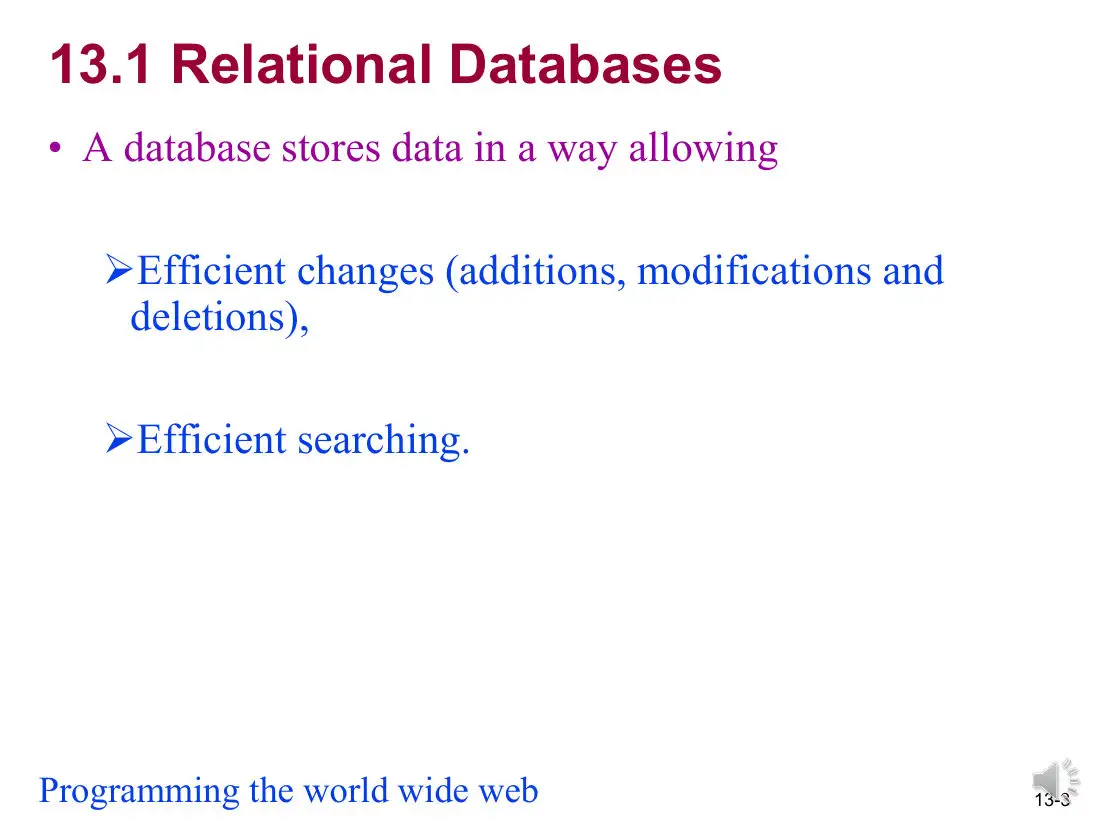 13.1 Relational Databases
• A database stores data in a way allowing
➢Efficient changes (additions, modifications and
deletions),
➢Efficient searching.
Programming the world wide web
13-3